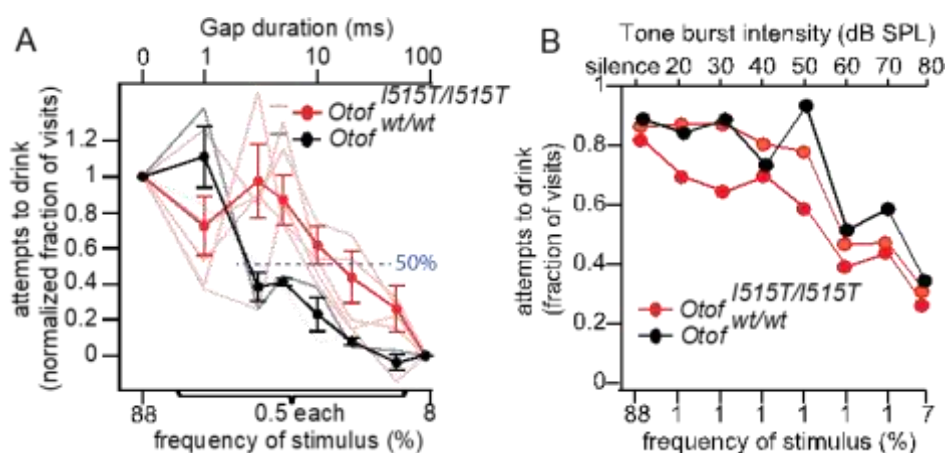 A
Gap duration (ms)
0 1 10 100
Otof I515T/I515T
Otof wt/wt
1.2
1
0.8
0.6
0.4
0.2
0
50%
attempts to drink
(normalized fraction of visits)
88 0.5 each 8
frequency of stimulus (%)
B
Tone burst intensity (dB SPL)
silence 20 30 40 50 60 70 80
1
0.8
0.6
0.4
0.2
0
attempts to drink
(fraction of visits)
Otof I515T/I515T
Otof wt/wt
88 1 1 1 1 1 1 7
frequency of stimulus (%)